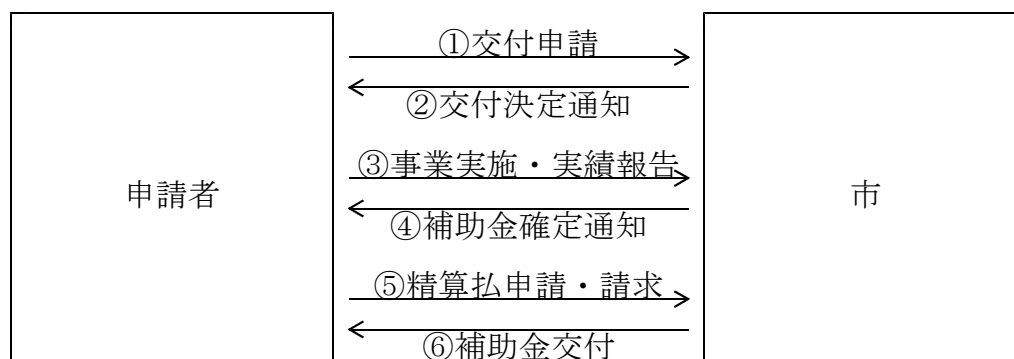 ①交付申請
②交付決定通知
③事業実施・実績報告
申請者
市
④補助金確定通知
⑤精算払申請・請求
⑥補助金交付